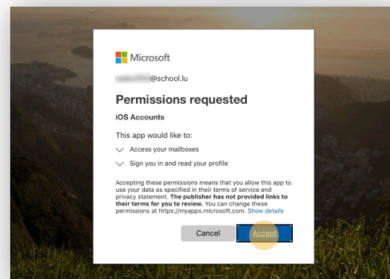 Microsoft
@school.lu
Permissions requested
iOS Accounts
This app would like to:
Access your mailboxes
Sign you in and read your profile
Accepting these permissions means that you allow this app to
use your data as specified in their terms of service and
privacy statement. The publisher has not provided links to
their terms for you to review. You can change these
permissions at https://myapps.microsoft.com. Show details
Cancel Accept